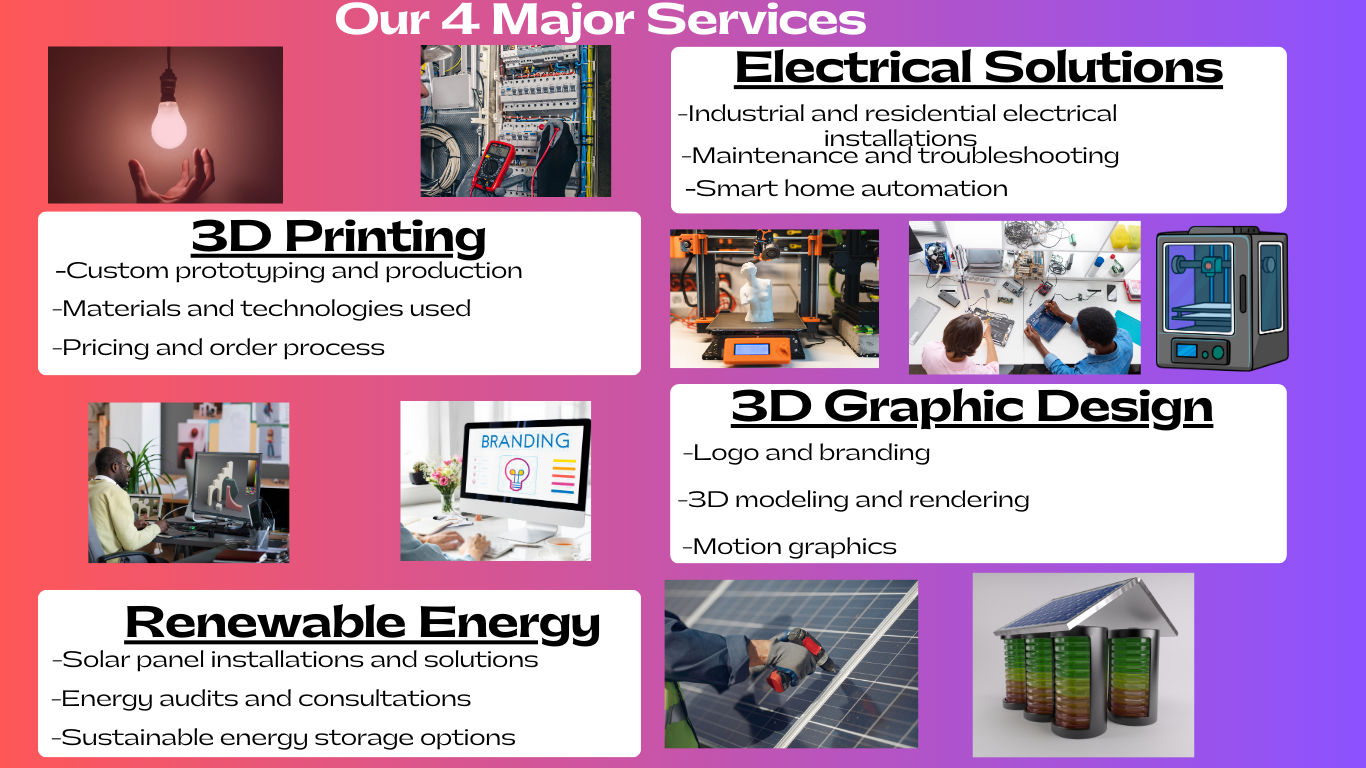 Our 4 Major Services
Electrical Solutions
-Industrial and residential electrical
installations
-Maintenance and troubleshooting
-Smart home automation
3D Printing
-Custom prototyping and production
-Materials and technologies used
-Pricing and order process
BRANDING
3D Graphic Design
-Logo and branding
-3D modeling and rendering
-Motion graphics
Renewable Energy
-Solar panel installations and solutions
-Energy audits and consultations
-Sustainable energy storage options